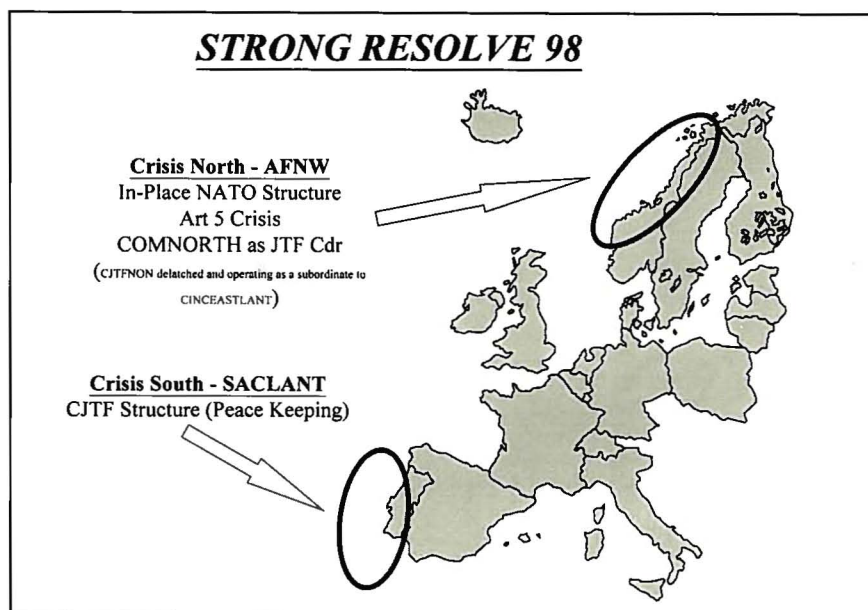 STRONG RESOLVE 98
Crisis North - AFNW
In-Place NATO Structure
Art 5 Crisis
COMNORTH as JTF Cdr
(CJTFNON detatched and operating as a subordinate to
CINCEASTLANT)
Crisis South - SACLANT
CJTF Structure (Peace Keeping)